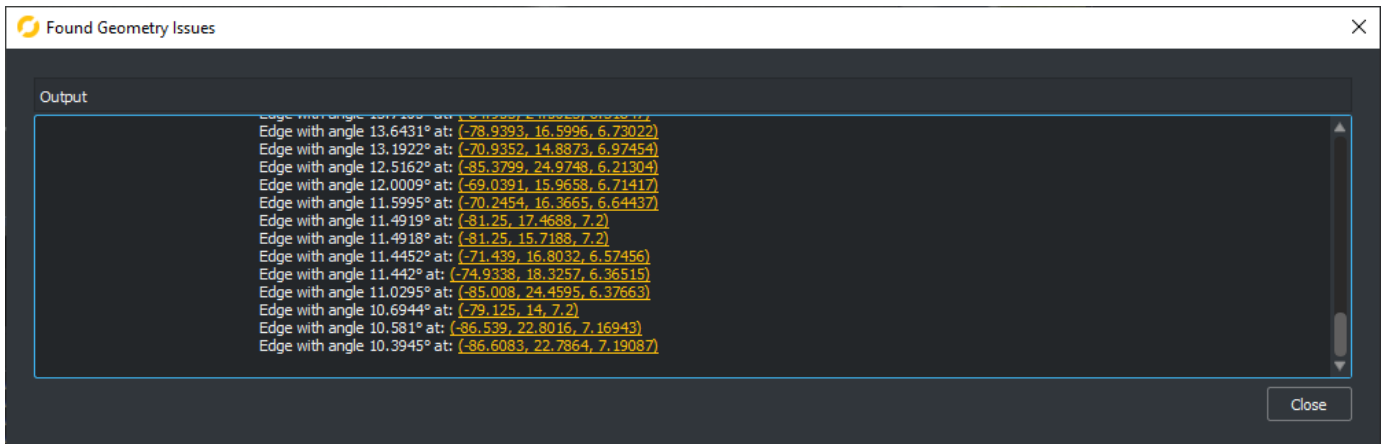 Found Geometry Issues
Output
Edge with angle 13.6431° at: (-78.9393, 16.5996, 6.73022)
Edge with angle 13.1922° at: (-70.9352, 14.8873, 6.97454)
Edge with angle 12.5162° at: (-85.3799, 24.9748, 6.21304)
Edge with angle 12.0009° at: (-69.0391, 15.9658, 6.71417)
Edge with angle 11.5995° at: (-70.2454, 16.3665, 6.64437)
Edge with angle 11.4919° at: (-81.25, 17.4688, 7.2)
Edge with angle 11.4918° at: (-81.25, 15.7188, 7.2)
Edge with angle 11.4452° at: (-71.439, 16.8032, 6.57456)
Edge with angle 11.442° at: (-74.9338, 18.3257, 6.36515)
Edge with angle 11.0295° at: (-85.008, 24.4595, 6.37663)
Edge with angle 10.6944° at: (-79.125, 14, 7.2)
Edge with angle 10.581° at: (-86.539, 22.8016, 7.16943)
Edge with angle 10.3945° at: (-86.6083, 22.7864, 7.19087)
Close